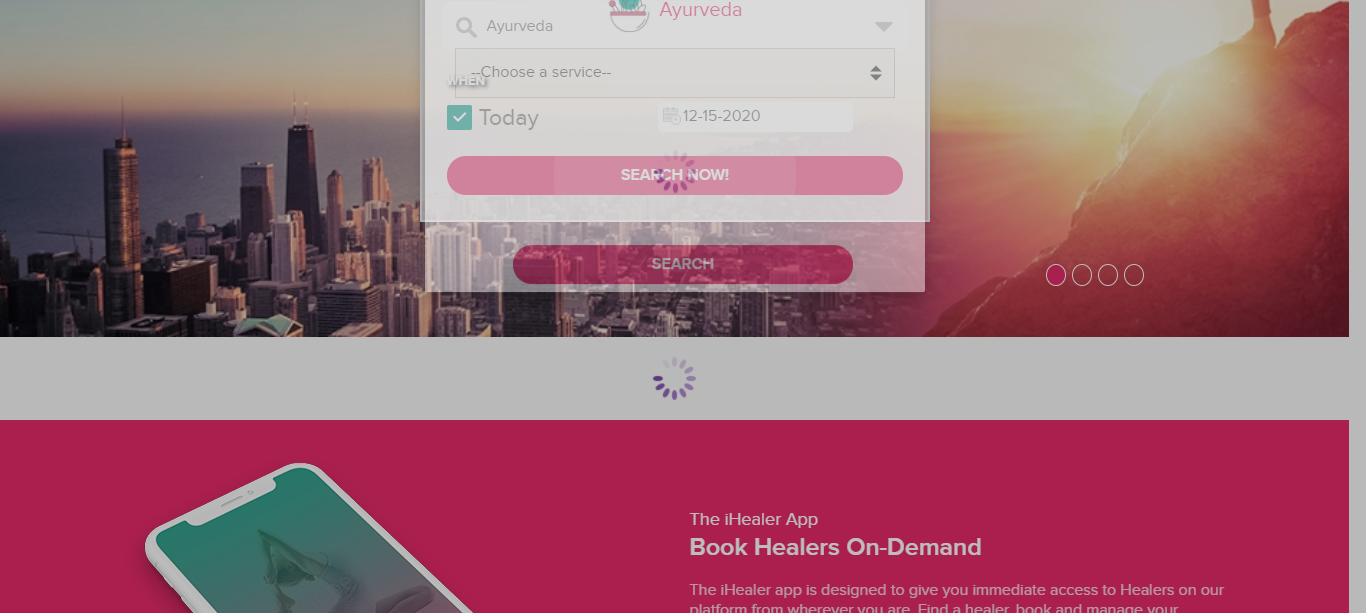 Ayurveda
Ayurveda
--Choose a service--
WHEN
Today
12-15-2020
SEARCH NOW!
SEARCH
The iHealer App
Book Healers On-Demand
The iHealer app is designed to give you immediate access to Healers on our
platform from wherever you are. Find a healer, book and manage your